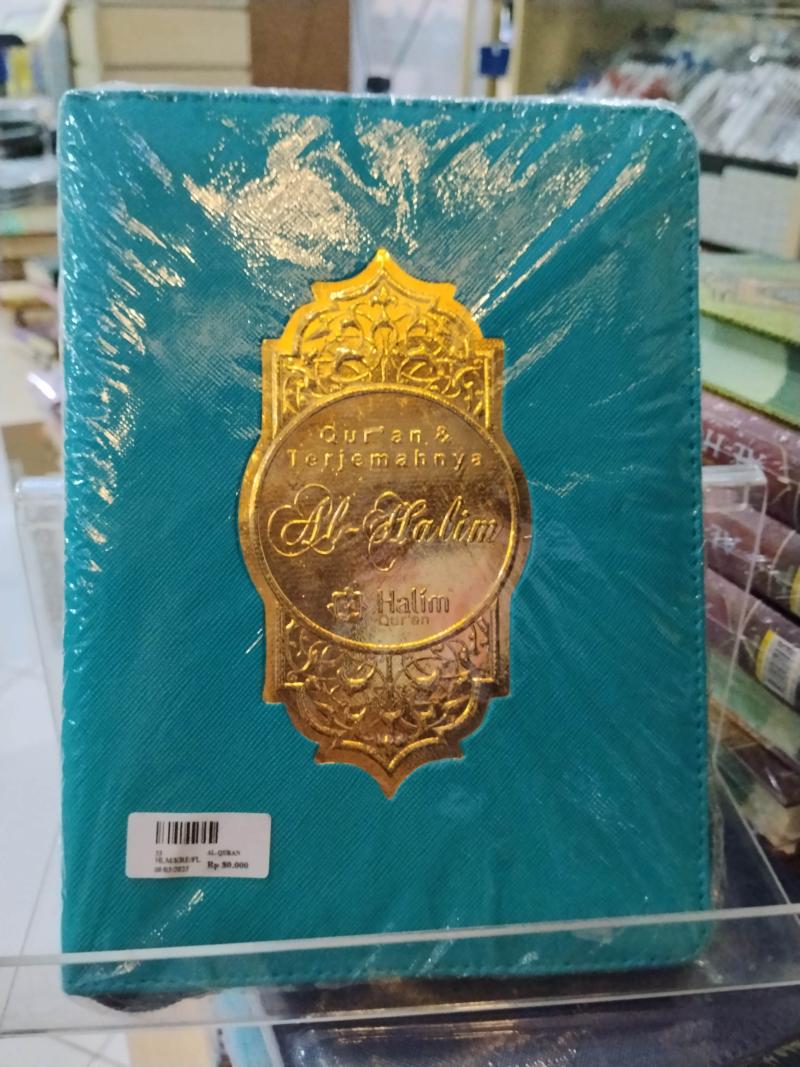 Qur'an &
Terjemahnya
Al-Halim
Halim
Qur'an
AL-QURAN
Rp 80.000